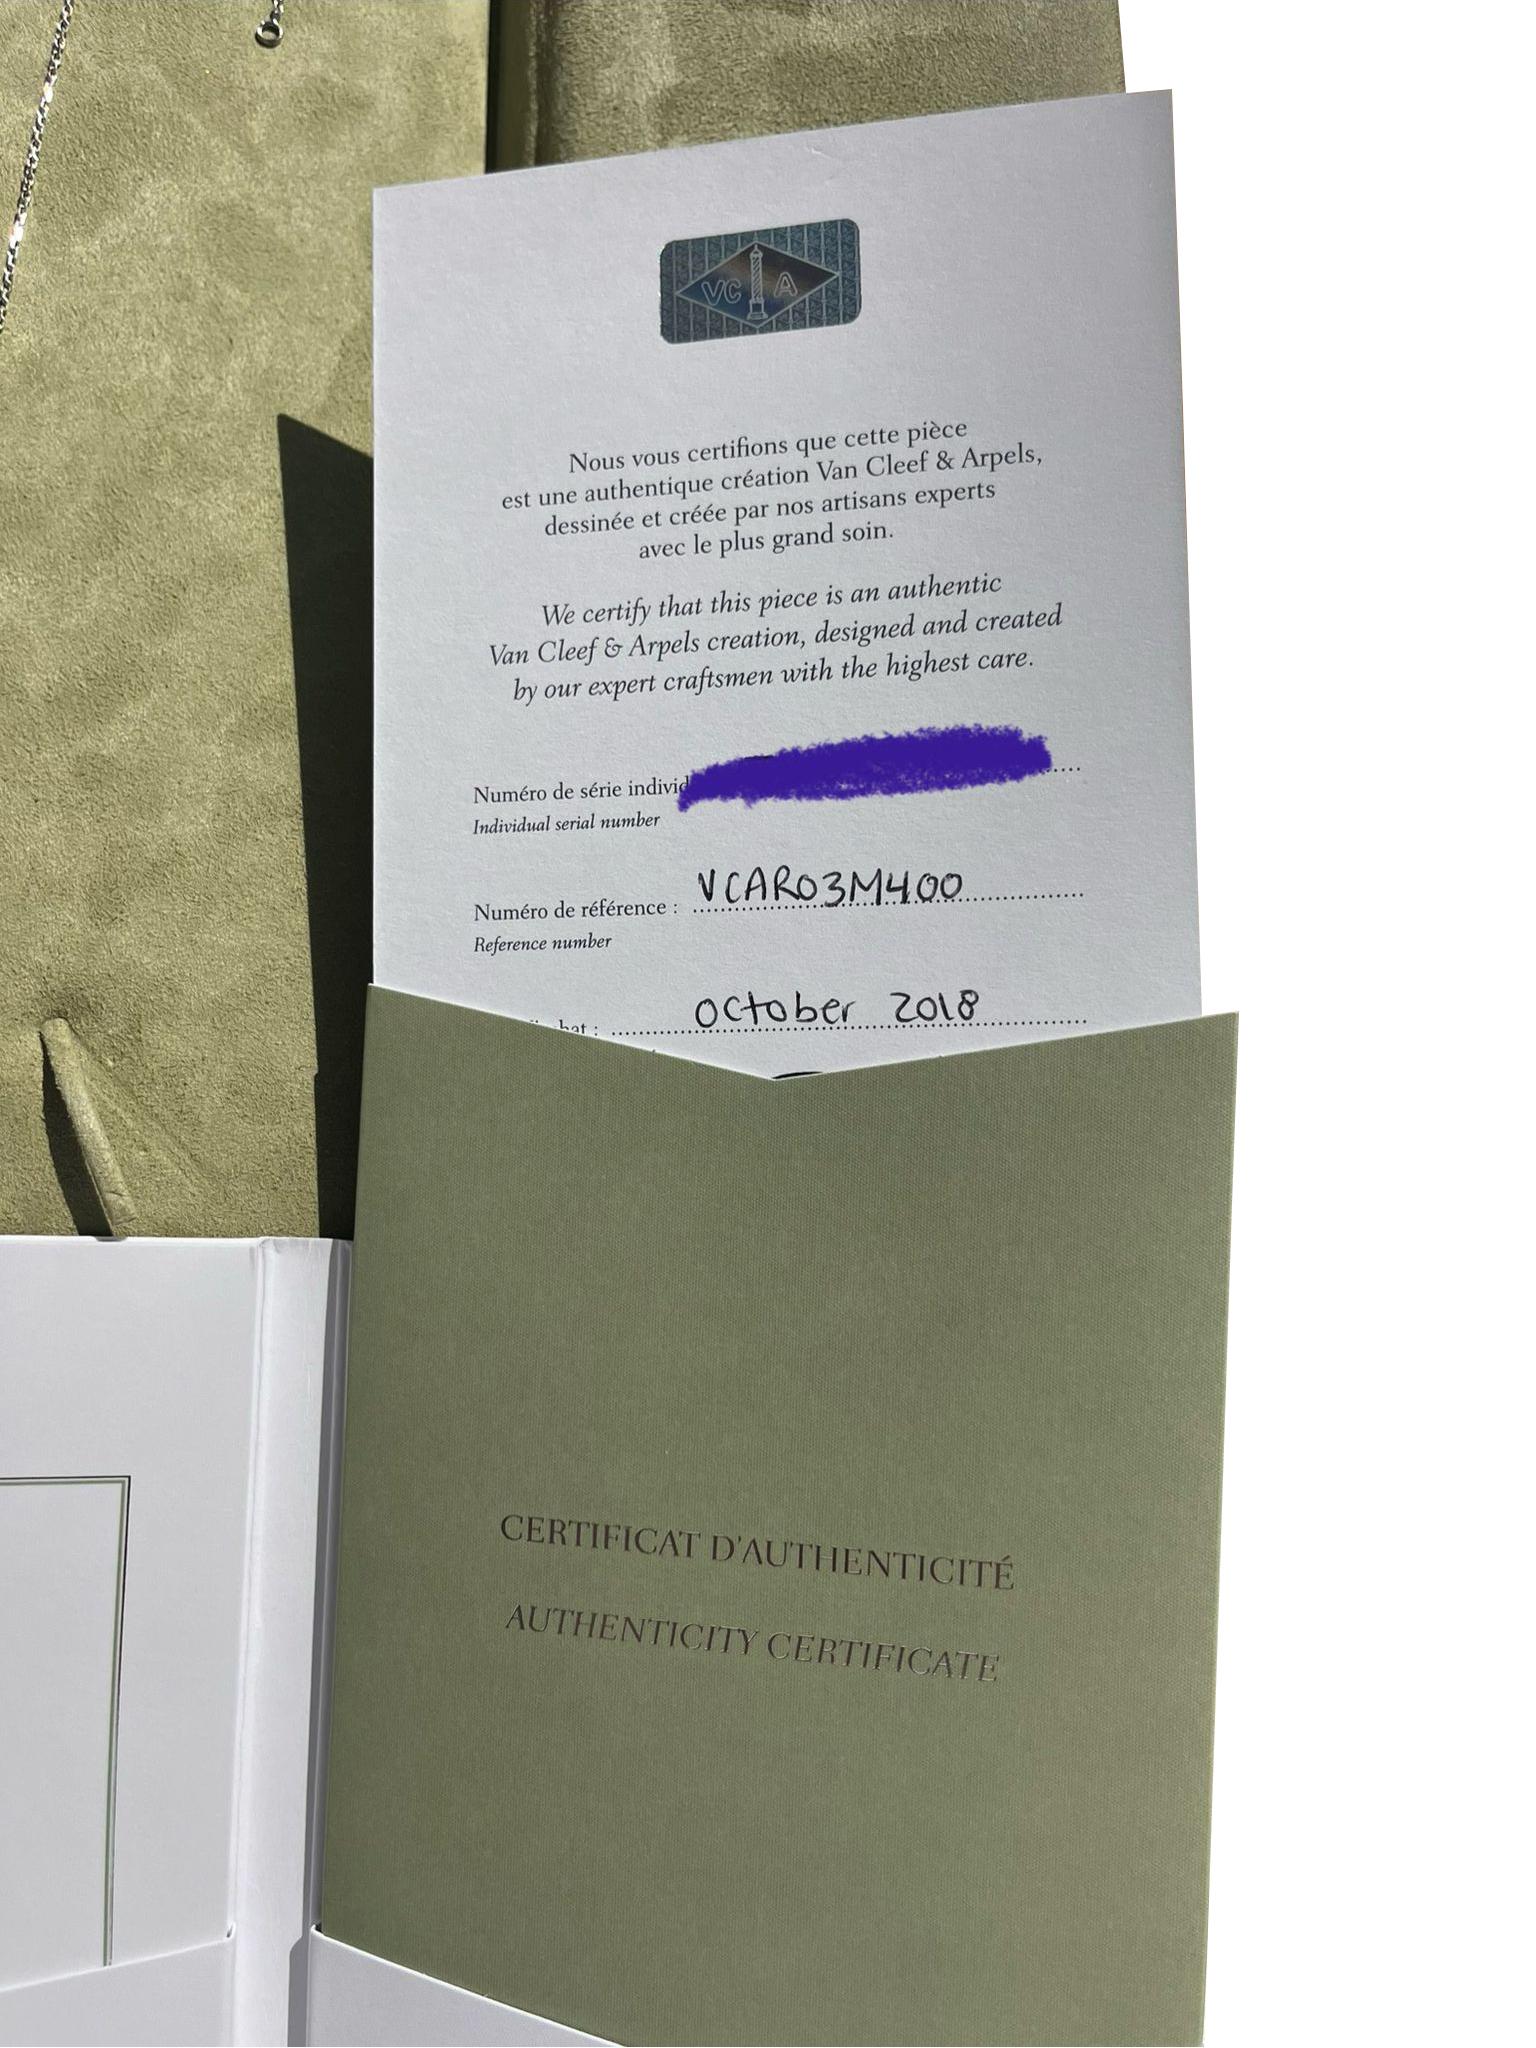 VC A
Nous vous certifions que cette pièce
est une authentique création Van Cleef & Arpels,
dessinée et créée par nos artisans experts
avec le plus grand soin.
We certify that this piece is an authentic
Van Cleef & Arpels creation, designed and created
by our expert craftsmen with the highest care.
Numéro de série
Individual serial number
Numéro de référence : VCARO3M400
Reference number
October 2018
CERTIFICAT D'AUTHENTICITÉ
AUTHENTICITY CERTIFICATE